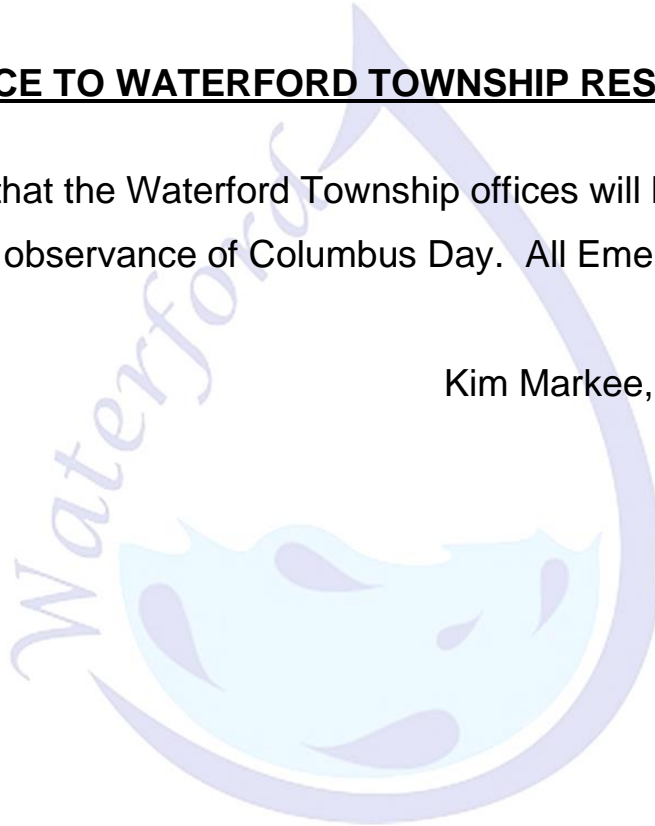 CE TO WATERFORD TOWNSHIP RES
that the Waterford Township offices will
observance of Columbus Day. All Eme
Kim Markee,
Waterford